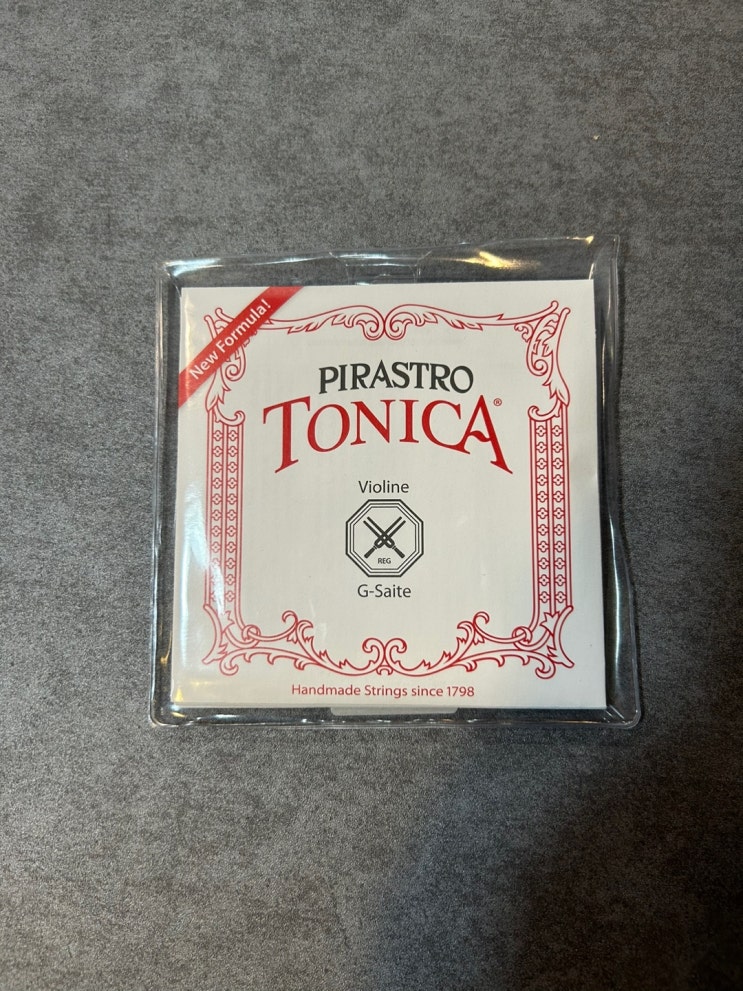 New Formula!
PIRASTRO
TONICA®
Violine
REG
G-Saite
Handmade Strings since 1798